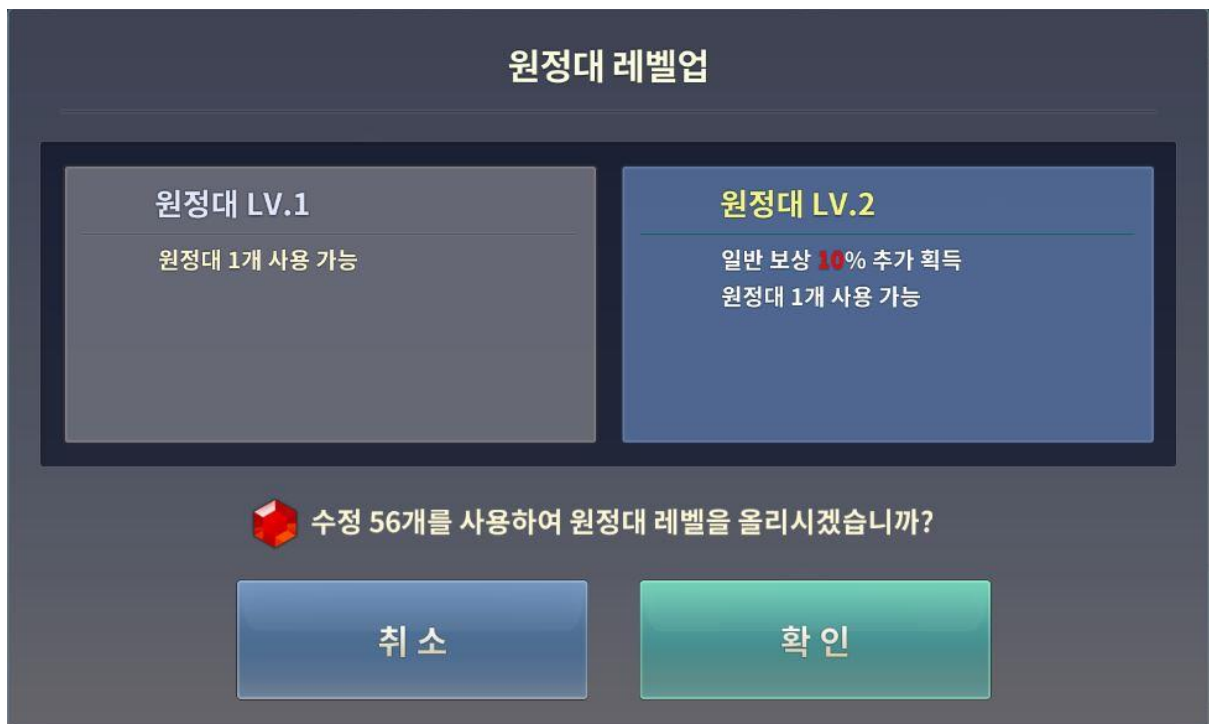 원정대 레벨업
원정대 LV.1
원정대 1개 사용 가능
원정대 LV.2
일반 보상 10% 추가 획득
원정대 1개 사용 가능
수정 56개를 사용하여 원정대 레벨을 올리시겠습니까?
취 소
확 인